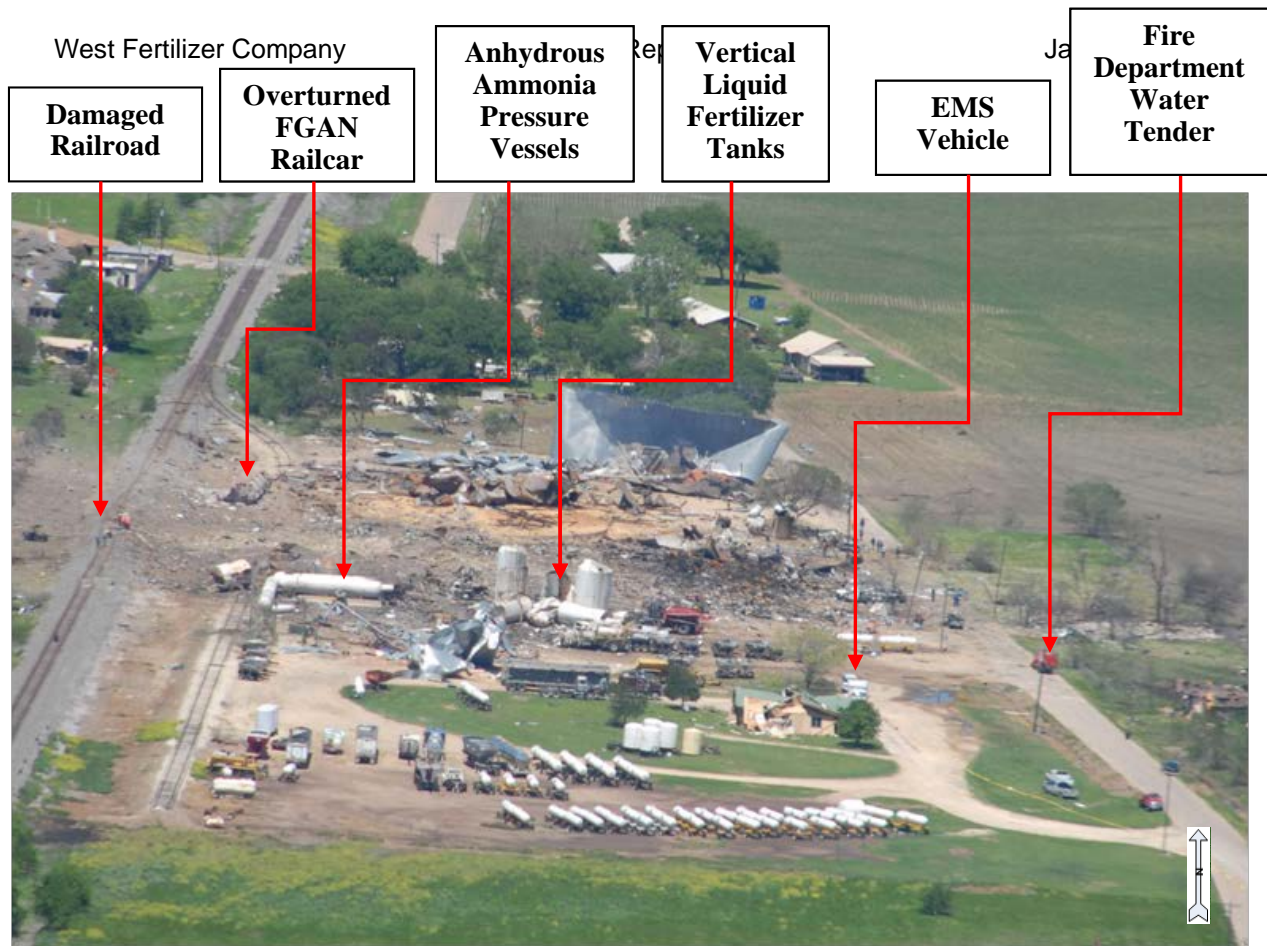 West Fertilizer Company
Damaged
Railroad
Overturned
FGAN
Railcar
Anhydrous
Ammonia
Pressure
Vessels
Vertical
Liquid
Fertilizer
Tanks
EMS
Vehicle
Fire
Department
Water
Tender
N